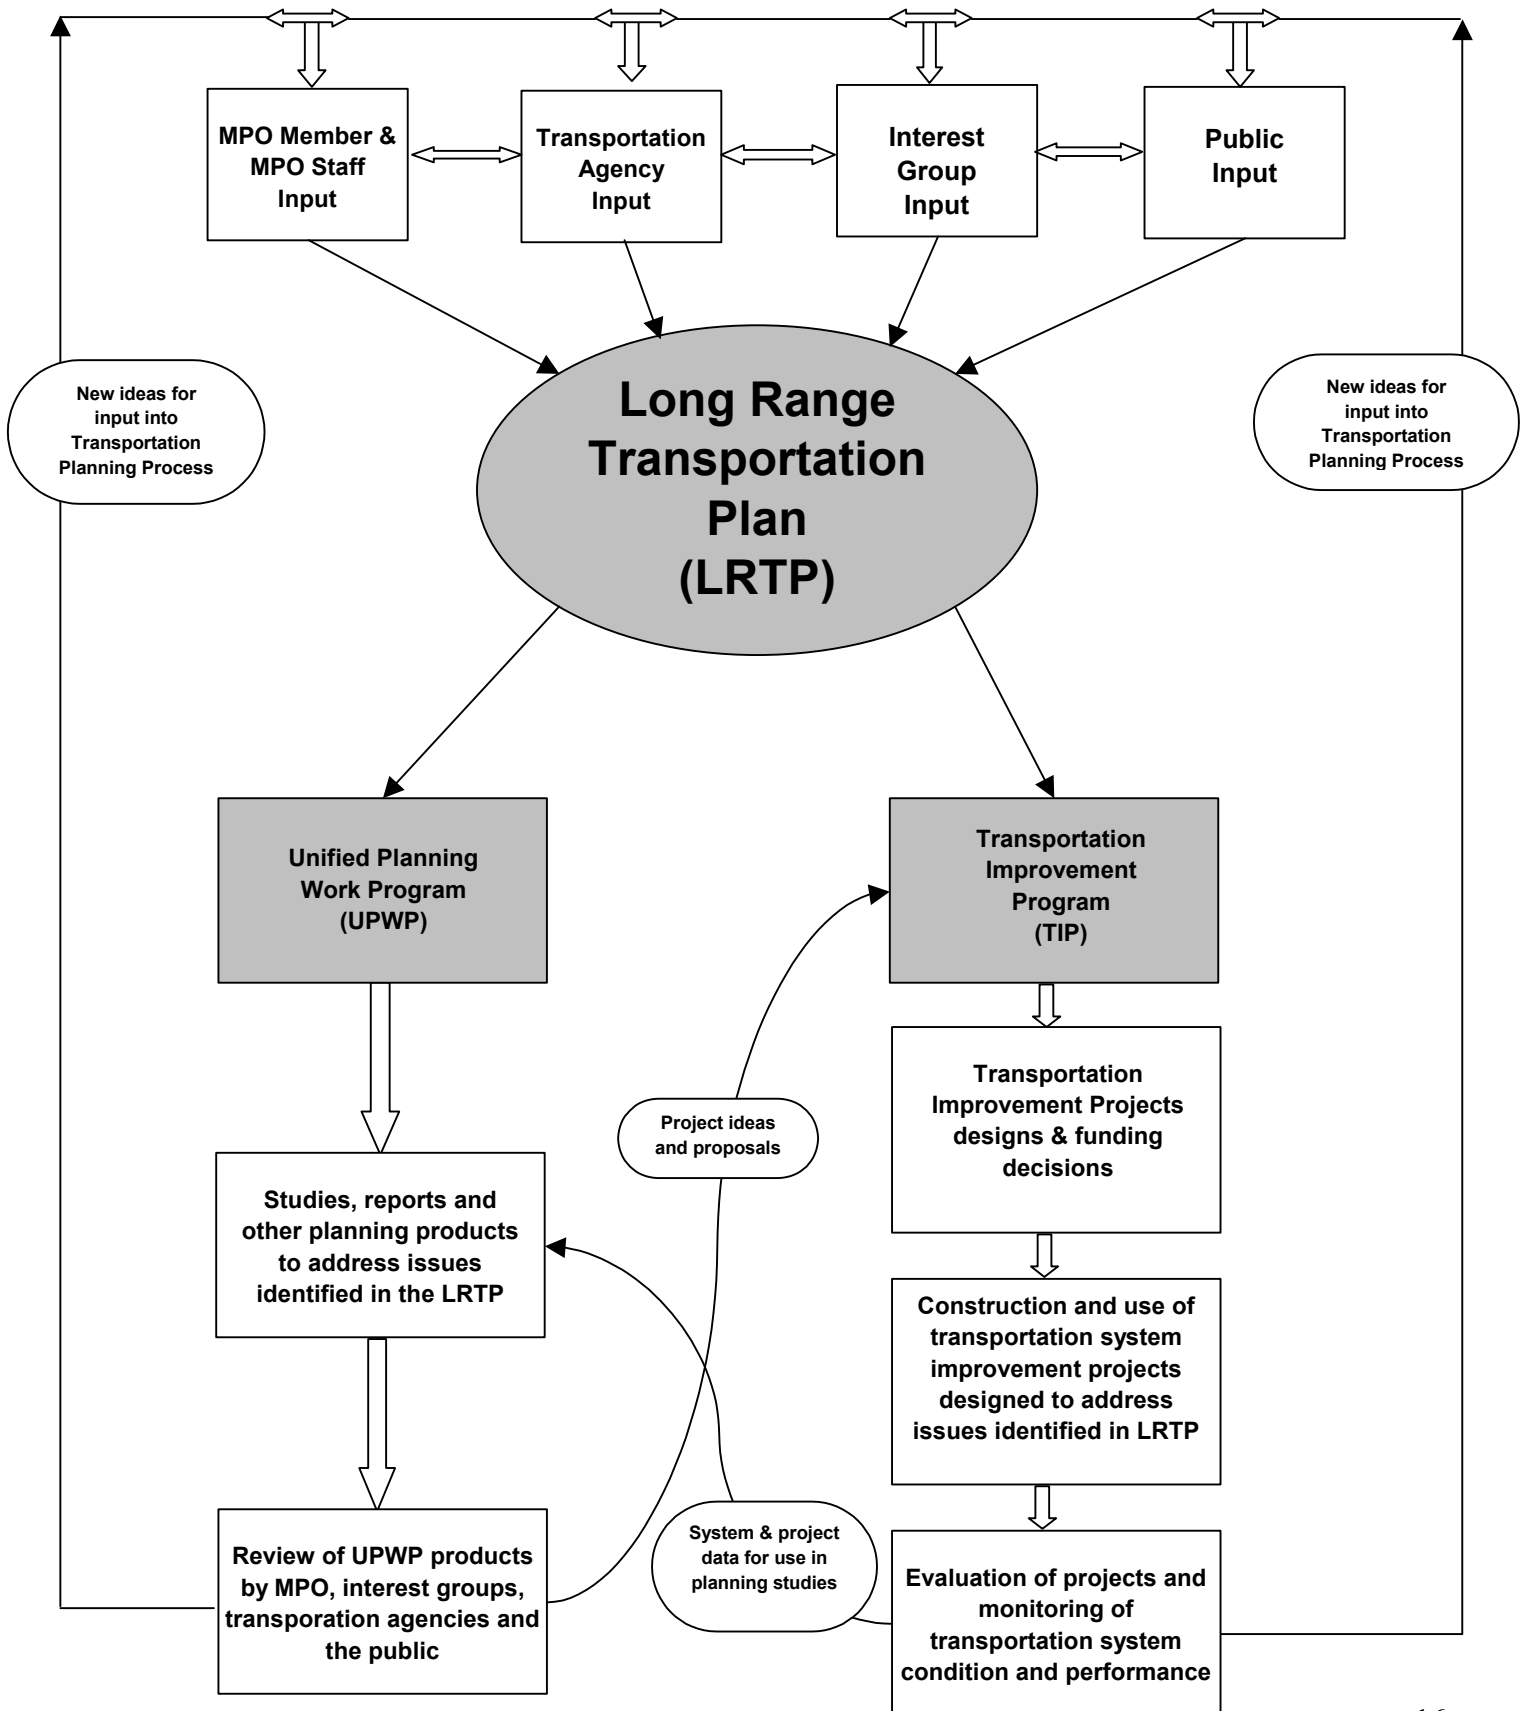 MPO Member &
MPO Staff
Input
Transportation
Agency
Input
Interest
Group
Input
Public
Input
New ideas for
input into
Transportation
Planning Process
New ideas for
input into
Transportation
Planning Process
Long Range
Transportation
Plan
(LRTP)
Unified Planning
Work Program
(UPWP)
Transportation
Improvement
Program
(TIP)
Project ideas
and proposals
Transportation
Improvement Projects
designs & funding
decisions
Studies, reports and
other planning products
to address issues
identified in the LRTP
Construction and use of
transportation system
improvement projects
designed to address
issues identified in LRTP
System & project
data for use in
planning studies
Review of UPWP products
by MPO, interest groups,
transporation agencies and
the public
Evaluation of projects and
monitoring of
transportation system
condition and performance